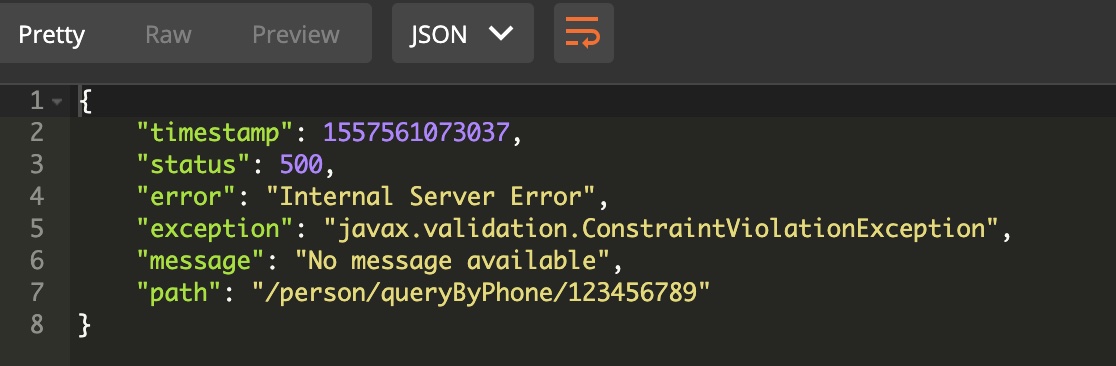 Pretty Raw Preview JSON
1 {
2 "timestamp": 1557561073037,
3 "status": 500,
4 "error": "Internal Server Error",
5 "exception": "javax.validation.ConstraintViolationException",
6 "message": "No message available",
7 "path": "/person/queryByPhone/123456789"
8 }